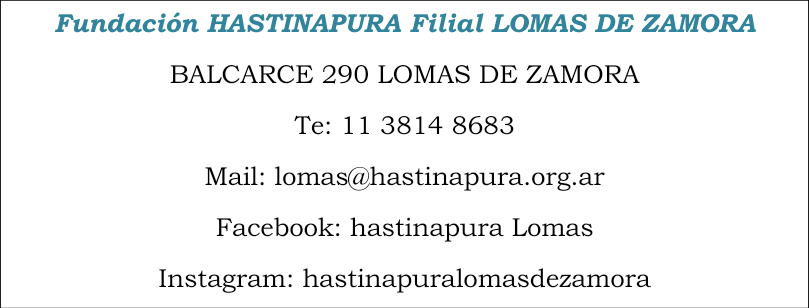 Fundación HASTINAPURA Filial LOMAS DE ZAMORA
BALCARCE 290 LOMAS DE ZAMORA
Te: 11 3814 8683
Mail: lomas@hastinapura.org.ar
Facebook: hastinapura Lomas
Instagram: hastinapuralomasdezamora